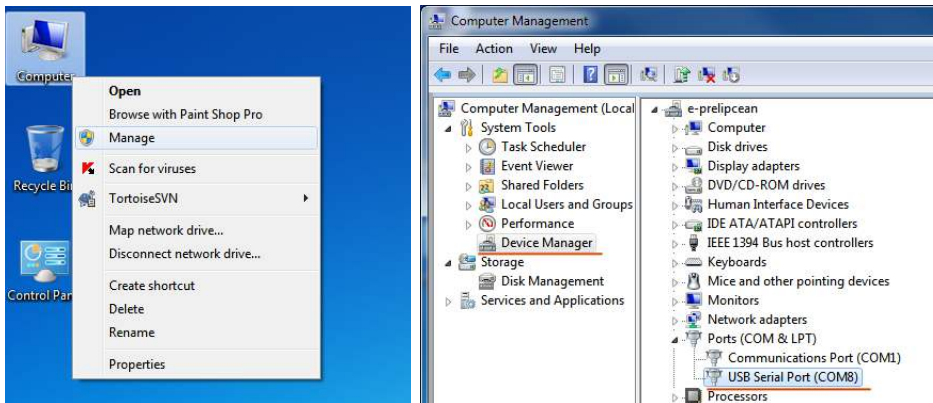 Computer
Open
Browse with Paint Shop Pro
Manage
Scan for viruses
TortoiseSVN
Map network drive...
Disconnect network drive...
Create shortcut
Delete
Rename
Properties
Recycle Bin
Control Pan
Computer Management
File Action View Help
Computer Management (Local
System Tools
Task Scheduler
Event Viewer
Shared Folders
Local Users and Groups
Performance
Device Manager
Storage
Disk Management
Services and Applications
e-prelipcean
Computer
Disk drives
Display adapters
DVD/CD-ROM drives
Human Interface Devices
IDE ATA/ATAPI controllers
IEEE 1394 Bus host controllers
Keyboards
Mice and other pointing devices
Monitors
Network adapters
Ports (COM & LPT)
Communications Port (COM1)
USB Serial Port (COM8)
Processors